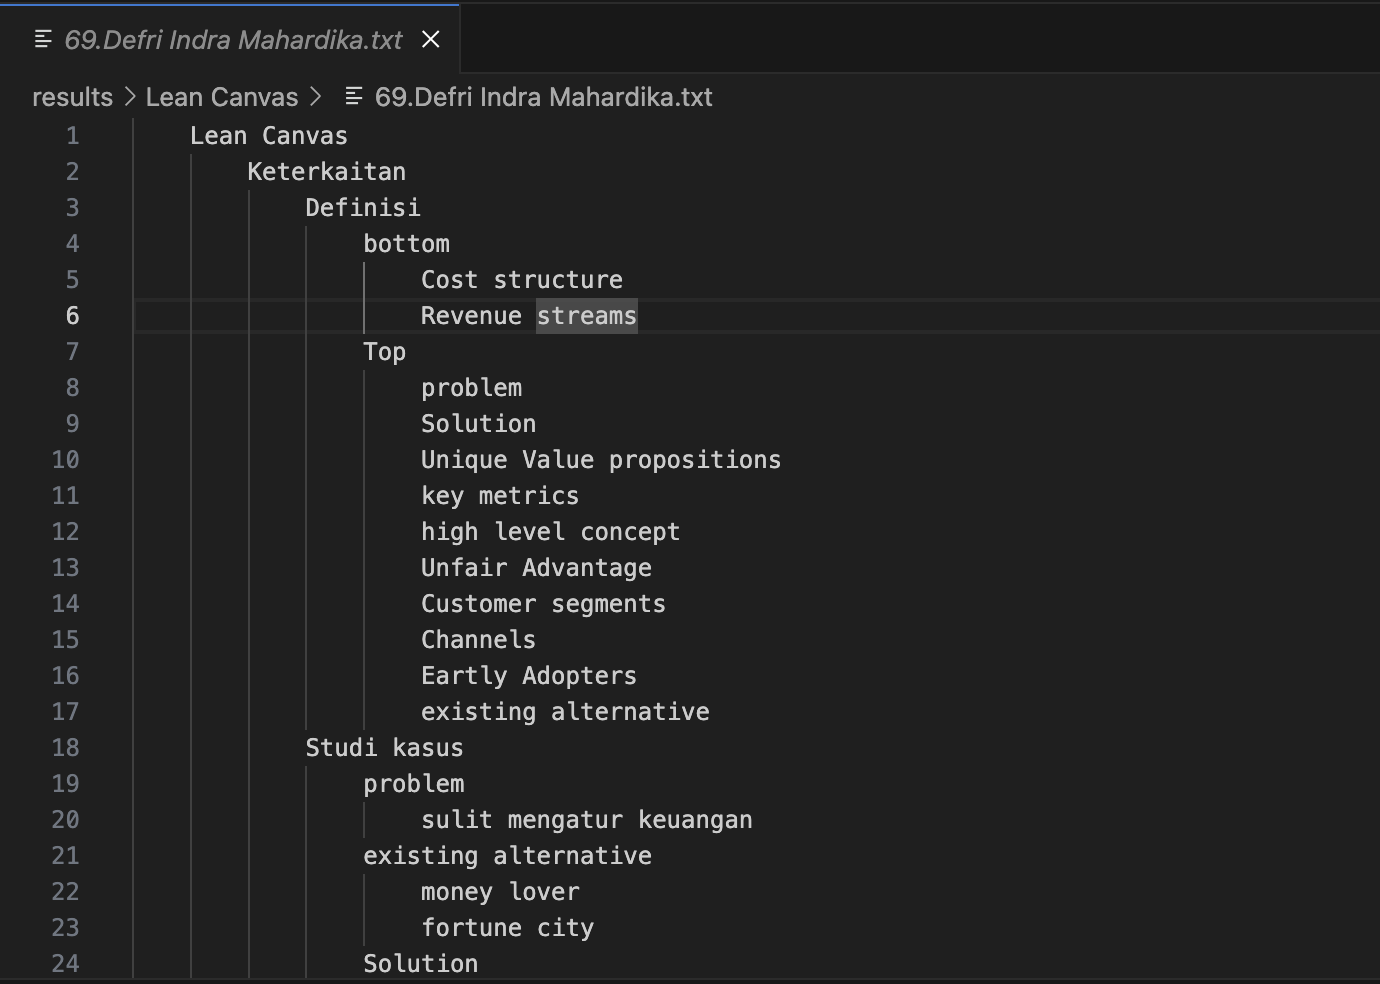 69.Defri Indra Mahardika.txt
results > Lean Canvas > 69.Defri Indra Mahardika.txt
1 Lean Canvas
2 Keterkaitan
3 Definisi
4 bottom
5 Cost structure
6 Revenue streams
7 Top
8 problem
9 Solution
10 Unique Value propositions
11 key metrics
12 high level concept
13 Unfair Advantage
14 Customer segments
15 Channels
16 Eartly Adopters
17 existing alternative
18 Studi kasus
19 problem
20 sulit mengatur keuangan
21 existing alternative
22 money lover
23 fortune city
24 Solution